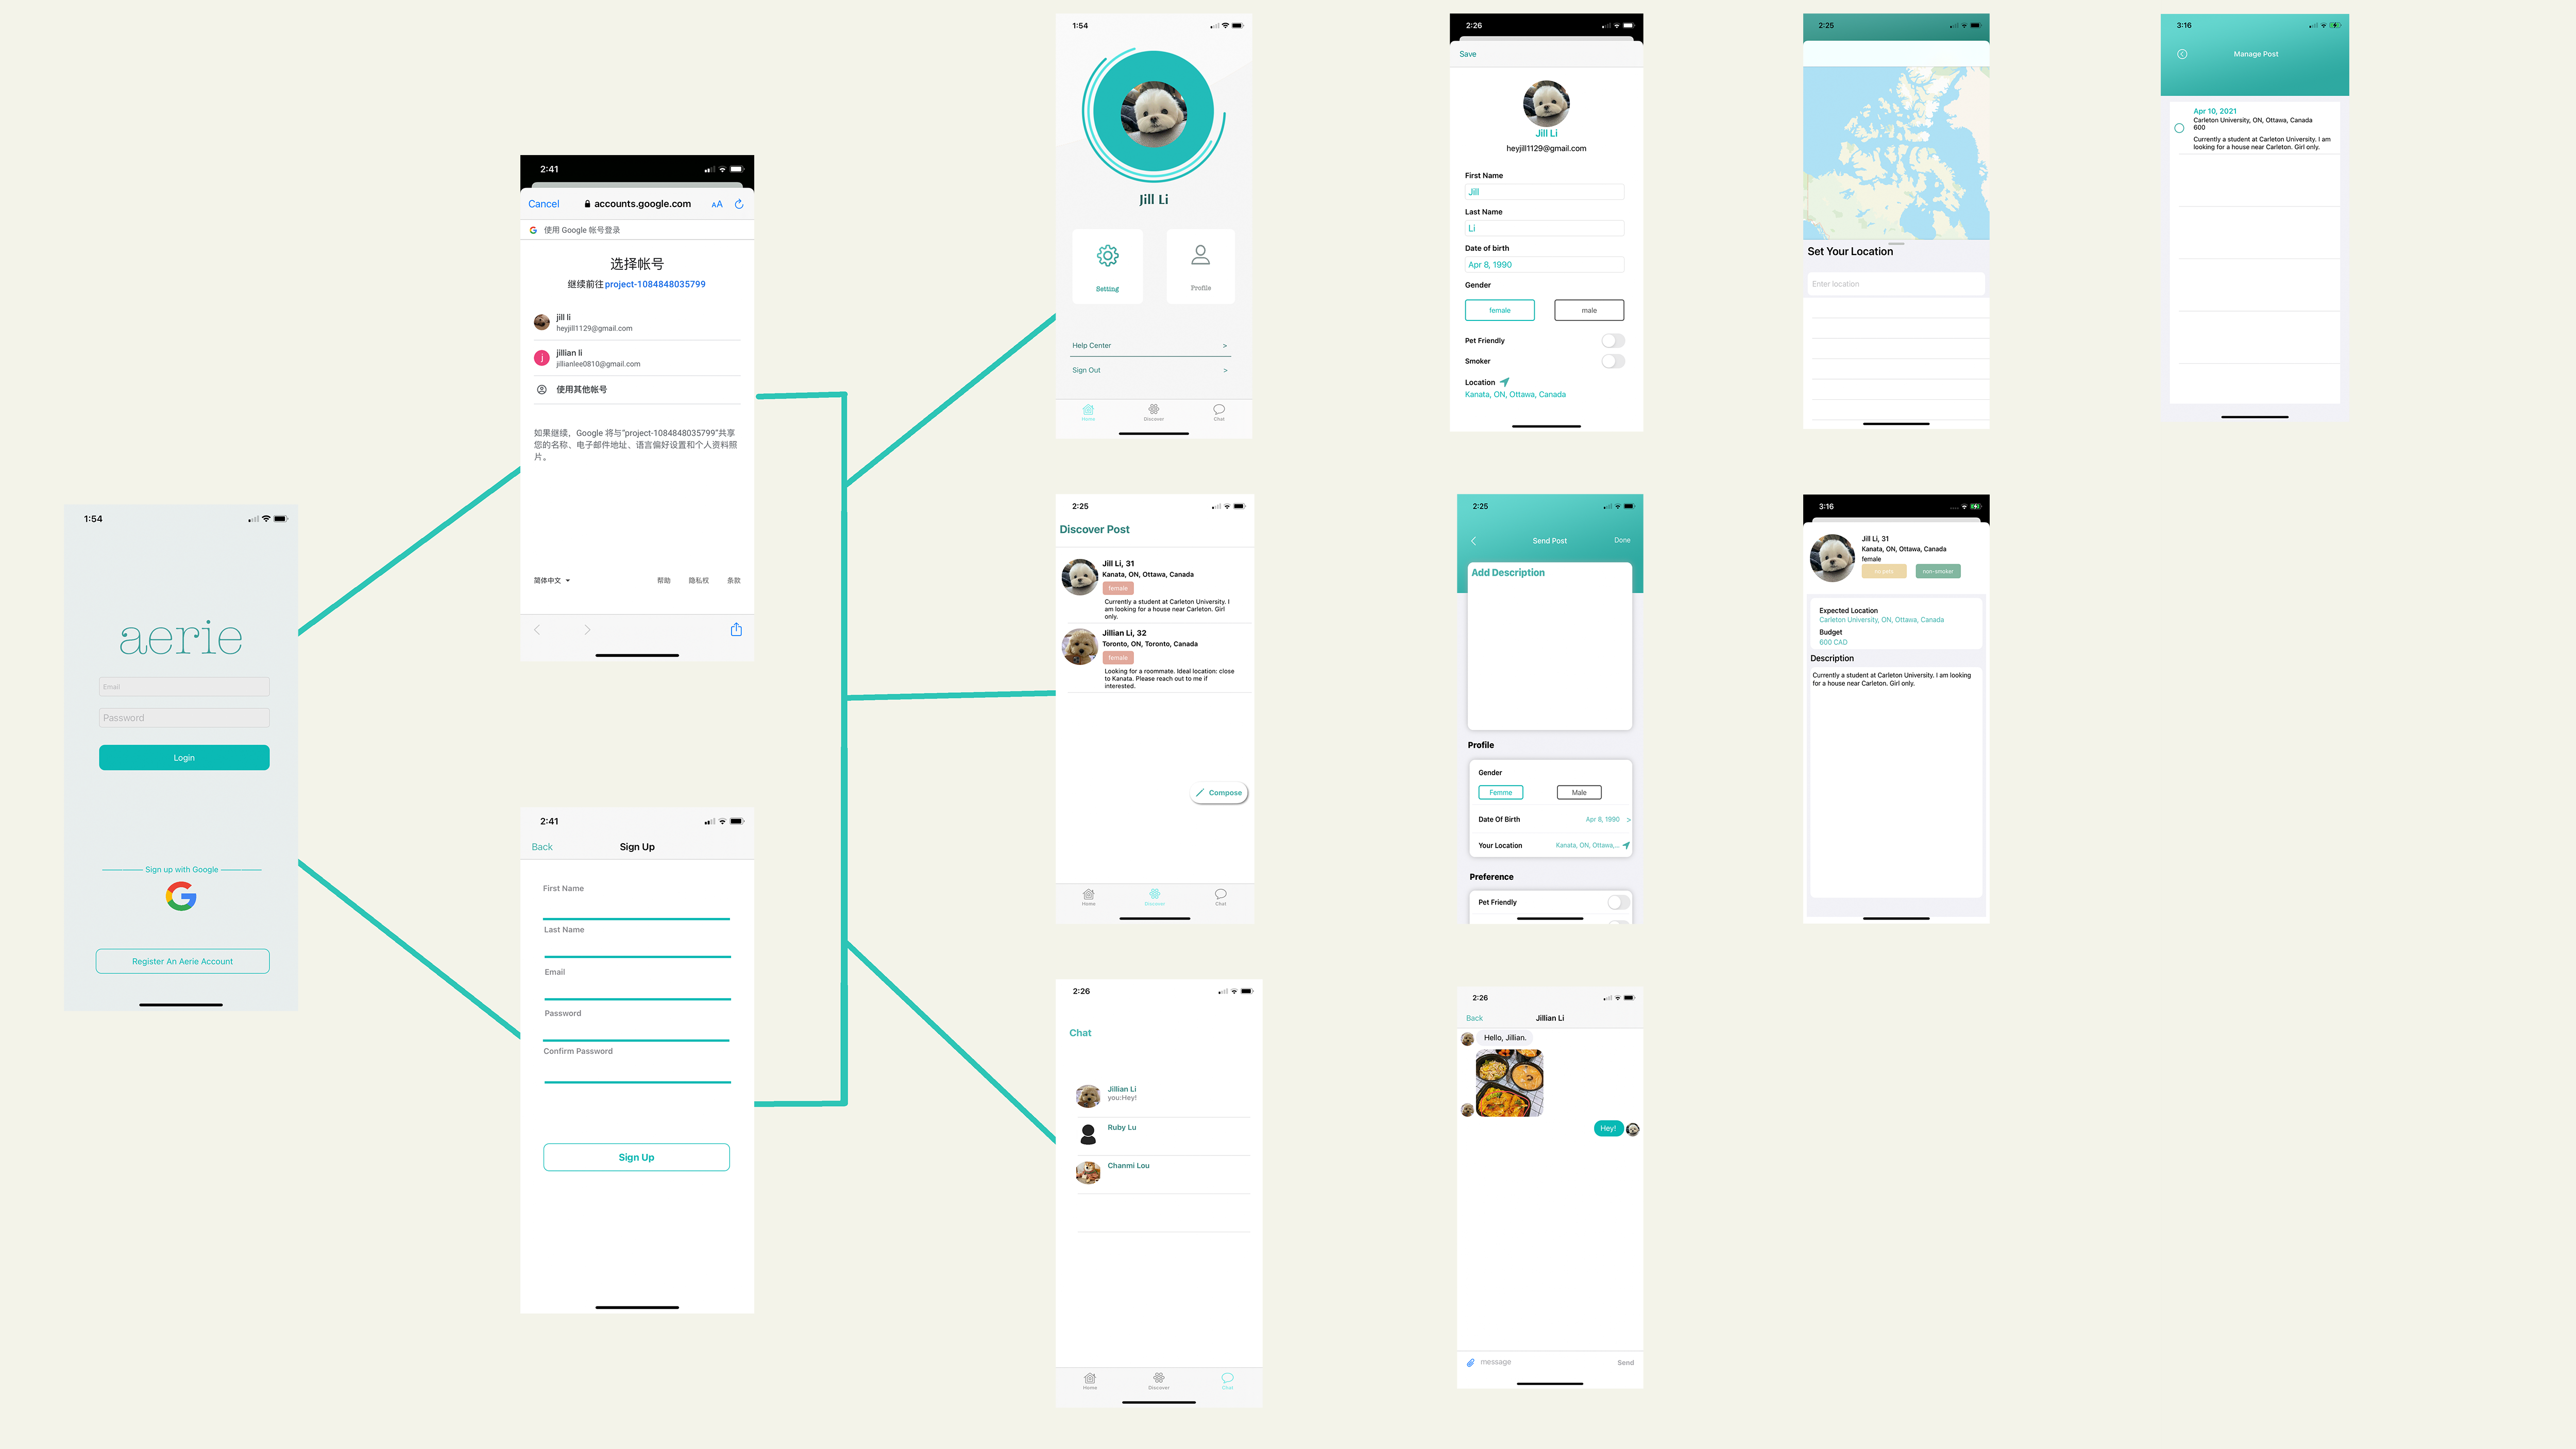 1:54
aerie
Email
Password
Login
Sign up with Google
Register An Aerie Account
2:41
Cancel
accounts.google.com
AA
使用 Google 帐号登录
选择帐号
继续前往project-1084848035799
jill li
heyjill1129@gmail.com
j
jillian li
jillianlee0810@gmail.com
使用其他帐号
如果继续，Google 将与“project-1084848035799”共享
您的名称、电子邮件地址、语言偏好设置和个人资料照
片。
简体中文
帮助
隐私权
条款
2:41
Back
Sign Up
First Name
Last Name
Email
Password
Confirm Password
Sign Up
1:54
Jill Li
Setting
Profile
Help Center >
Sign Out >
Home
Discover
Chat
2:25
Discover Post
Jill Li, 31
Kanata, ON, Ottawa, Canada
female
Currently a student at Carleton University. I
am looking for a house near Carleton. Girl
only.
Jillian Li, 32
Toronto, ON, Toronto, Canada
female
Looking for a roommate. Ideal location: close
to Kanata. Please reach out to me if
interested.
Compose
Home
Discover
Chat
2:26
Chat
Jillian Li
you:Hey!
Ruby Lu
Chanmi Lou
Home
Discover
Chat
2:26
Save
Jill Li
heyjill1129@gmail.com
First Name
Jill
Last Name
Li
Date of birth
Apr 8, 1990
Gender
female
male
Pet Friendly
Smoker
Location
Kanata, ON, Ottawa, Canada
2:25
Send Post
Done
Add Description
Profile
Gender
Femme
Male
Date Of Birth
Apr 8, 1990 >
Your Location
Kanata, ON, Ottawa,...
Preference
Pet Friendly
2:26
Back
Jillian Li
Hello, Jillian.
Hey!
message
Send
2:25
Set Your Location
Enter location
3:16
Jill Li, 31
Kanata, ON, Ottawa, Canada
female
no pets
non-smoker
Expected Location
Carleton University, ON, Ottawa, Canada
Budget
600 CAD
Description
Currently a student at Carleton University. I am looking
for a house near Carleton. Girl only.
3:16
Manage Post
Apr 10, 2021
Carleton University, ON, Ottawa, Canada
600
Currently a student at Carleton University. I am
looking for a house near Carleton. Girl only.